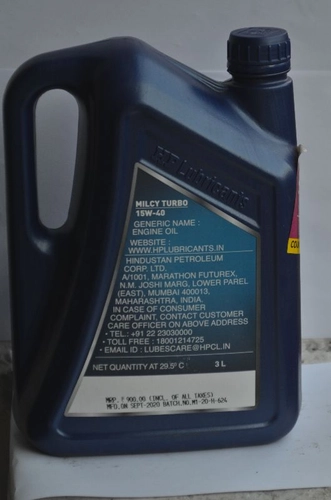 HP Lubricants
MILCY TURBO
15W-40
GENERIC NAME :
ENGINE OIL
WEBSITE :
WWW.HPLUBRICANTS.IN
HINDUSTAN PETROLEUM
CORP. LTD.
A/1001, MARATHON FUTUREX,
N.M. JOSHI MARG, LOWER PAREL
(EAST), MUMBAI 400013,
MAHARASHTRA, INDIA.
IN CASE OF CONSUMER
COMPLAINT, CONTACT CUSTOMER
CARE OFFICER ON ABOVE ADDRESS
• TEL.: +91 22 23030000
• TOLL FREE : 18001214725
• EMAIL ID : LUBESCARE@HPCL.IN
NET QUANTITY AT 29.5º C : 3 L
MRP. ₹ 990.00 (INCL. OF ALL TAXES)
MFD.ON SEPT-2020 BATCH.NO.M1-20-H-626